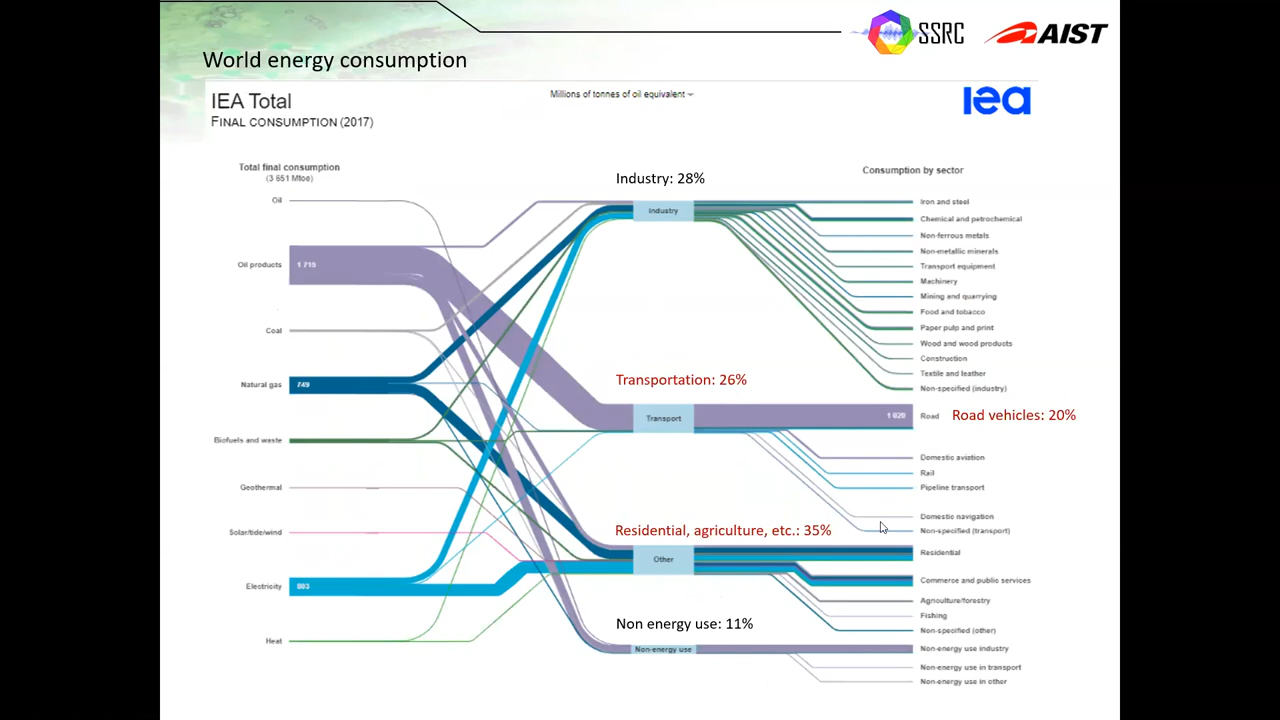 SSRC
AIST
World energy consumption
IEA Total
FINAL CONSUMPTION (2017)
Millions of tonnes of oil equivalent
iea
Total final consumption
(3 651 Mtoe)
Consumption by sector
Oil
Oil products
1 719
Coal
Natural gas
749
Biofuels and waste
Geothermal
Solar/tide/wind
Electricity
803
Heat
Industry: 28%
Industry
Transportation: 26%
Transport
Residential, agriculture, etc.: 35%
Other
Non energy use: 11%
Non-energy use
Iron and steel
Chemical and petrochemical
Non-ferrous metals
Non-metallic minerals
Transport equipment
Machinery
Mining and quarrying
Food and tobacco
Paper pulp and print
Wood and wood products
Construction
Textile and leather
Non-specified (industry)
1 020
Road
Road vehicles: 20%
Domestic aviation
Rail
Pipeline transport
Domestic navigation
Non-specified (transport)
Residential
Commerce and public services
Agriculture/forestry
Fishing
Non-specified (other)
Non-energy use industry
Non-energy use in transport
Non-energy use in other